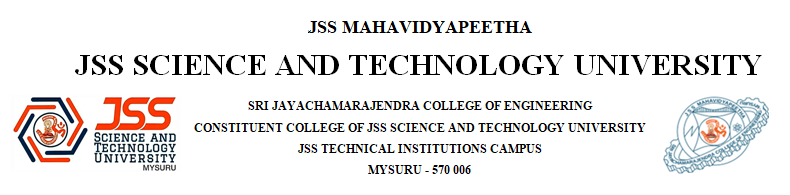 JSS MAHAVIDYAPEETHA
JSS SCIENCE AND TECHNOLOGY UNIVERSITY
SRI JAYACHAMARAJENDRA COLLEGE OF ENGINEERING
CONSTITUENT COLLEGE OF JSS SCIENCE AND TECHNOLOGY UNIVERSITY
JSS TECHNICAL INSTITUTIONS CAMPUS
MYSURU - 570 006
JSS
SCIENCE AND
TECHNOLOGY
UNIVERSITY
MYSURU
MAHAVIDYAPEETHA